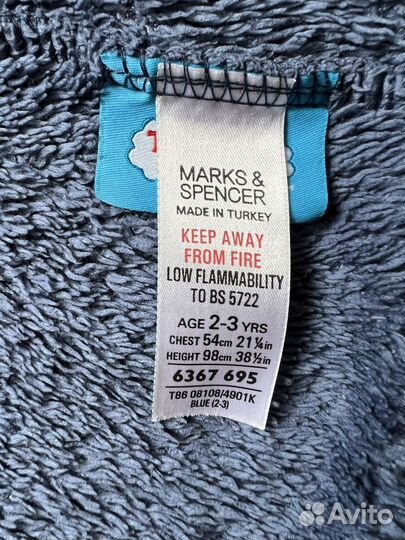 MARKS &
SPENCER
MADE IN TURKEY
KEEP AWAY
FROM FIRE
LOW FLAMMABILITY
TO BS 5722
AGE 2-3 YRS
CHEST 54cm 21¼in
HEIGHT 98cm 38½in
6367 695
T86 08108/4901K
BLUE (2-3)
Avito